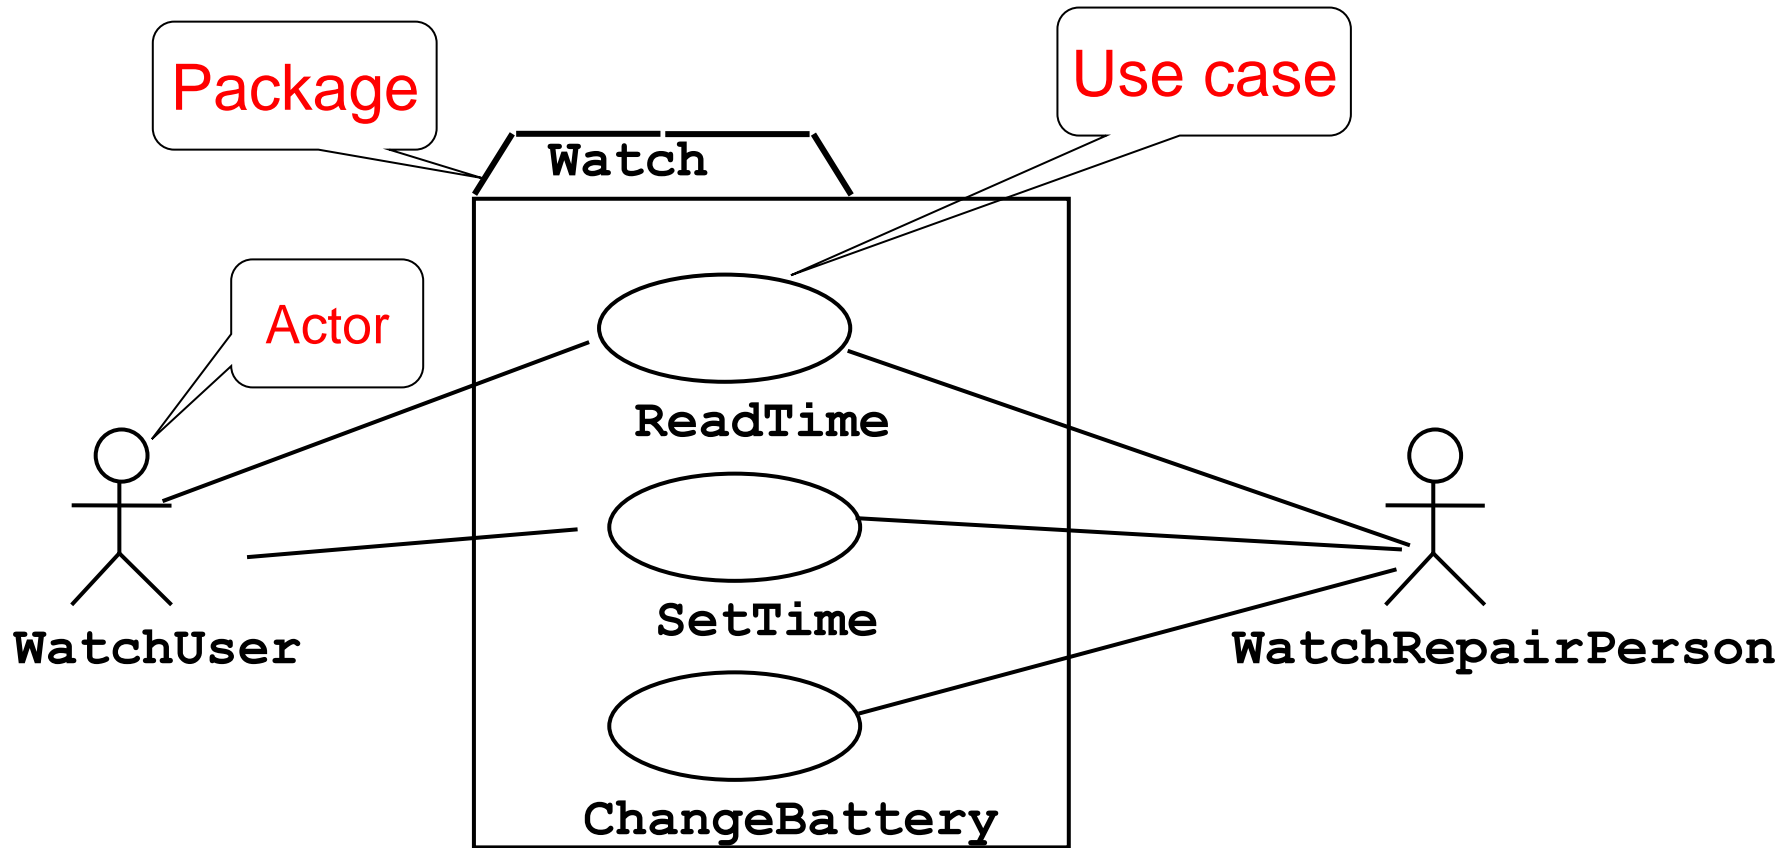 Package
Use case
Watch
Actor
ReadTime
SetTime
WatchUser
WatchRepairPerson
ChangeBattery